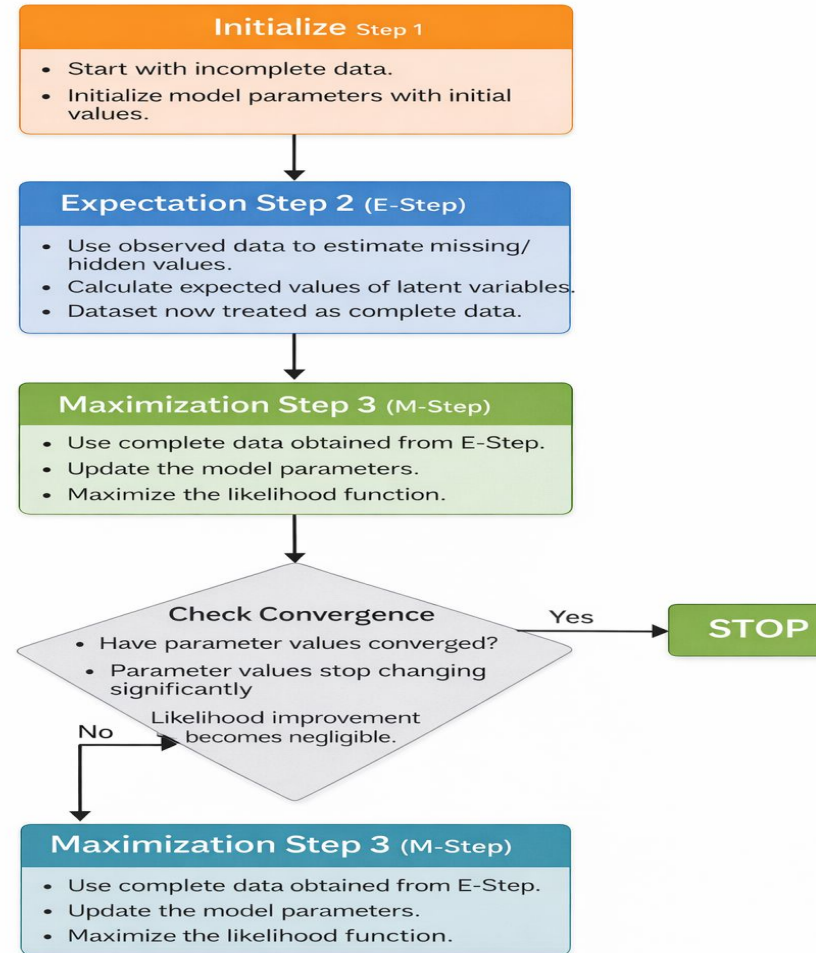 Initialize Step 1
• Start with incomplete data.
• Initialize model parameters with initial
values.
Expectation Step 2 (E-Step)
• Use observed data to estimate missing/
hidden values.
• Calculate expected values of latent variables.
• Dataset now treated as complete data.
Maximization Step 3 (M-Step)
• Use complete data obtained from E-Step.
• Update the model parameters.
• Maximize the likelihood function.
Check Convergence
• Have parameter values converged?
• Parameter values stop changing
significantly
Likelihood improvement
becomes negligible.
Yes
STOP
No
Maximization Step 3 (M-Step)
• Use complete data obtained from E-Step.
• Update the model parameters.
• Maximize the likelihood function.